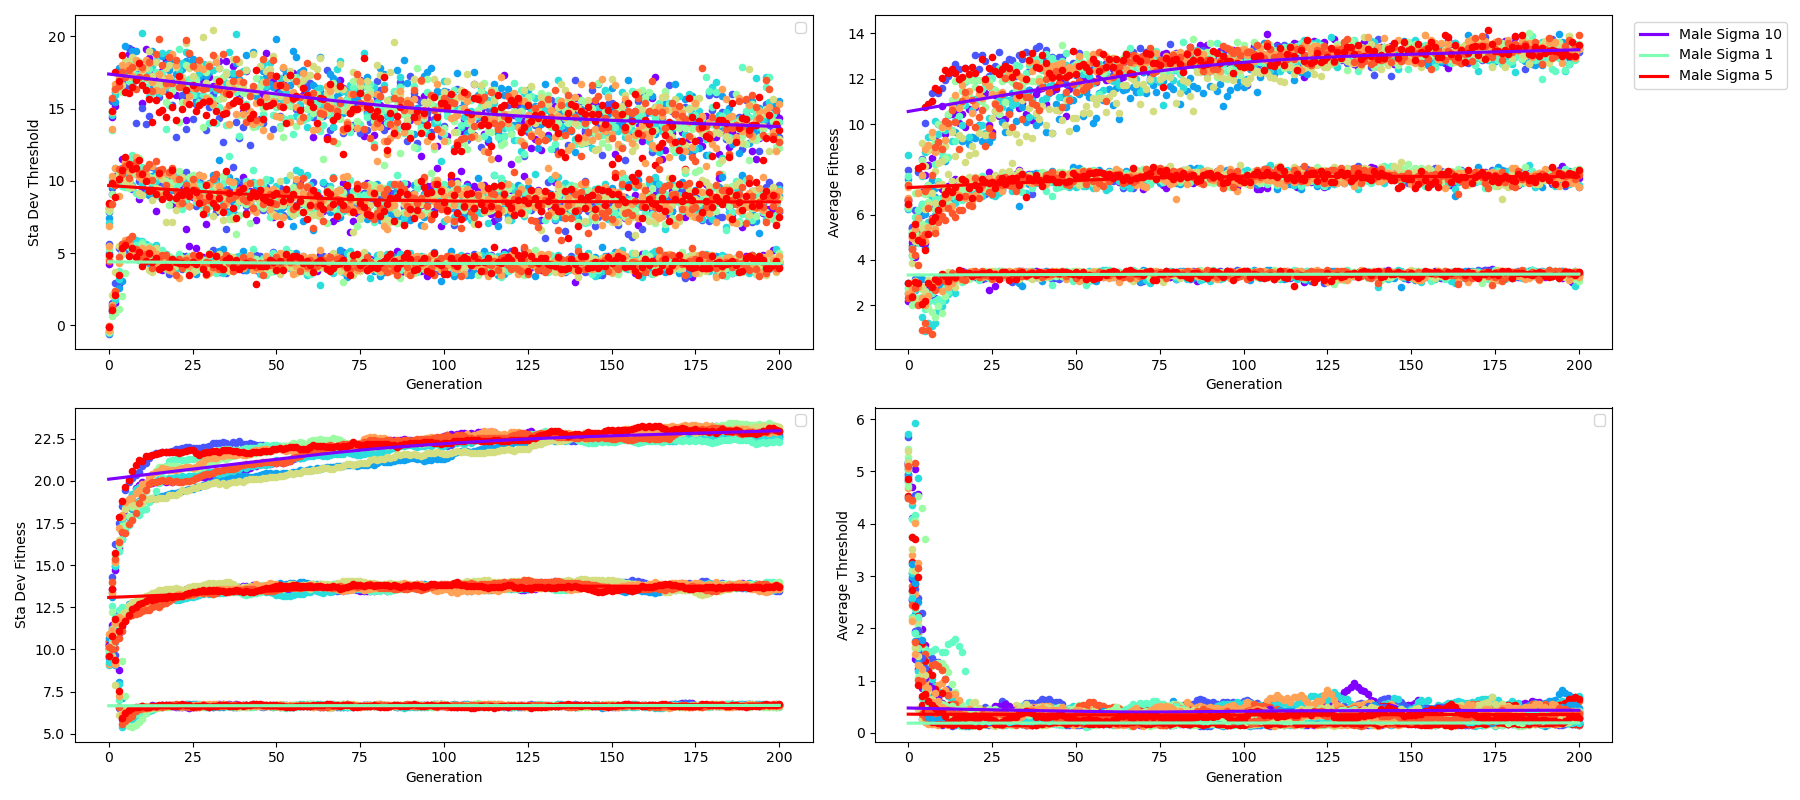 20
15
10
5
0
Sta Dev Threshold
0 25 50 75 100 125 150 175 200
Generation
14
12
10
8
6
4
2
Average Fitness
0 25 50 75 100 125 150 175 200
Generation
Male Sigma 10
Male Sigma 1
Male Sigma 5
22.5
20.0
17.5
15.0
12.5
10.0
7.5
5.0
Sta Dev Fitness
0 25 50 75 100 125 150 175 200
Generation
6
5
4
3
2
1
0
Average Threshold
0 25 50 75 100 125 150 175 200
Generation